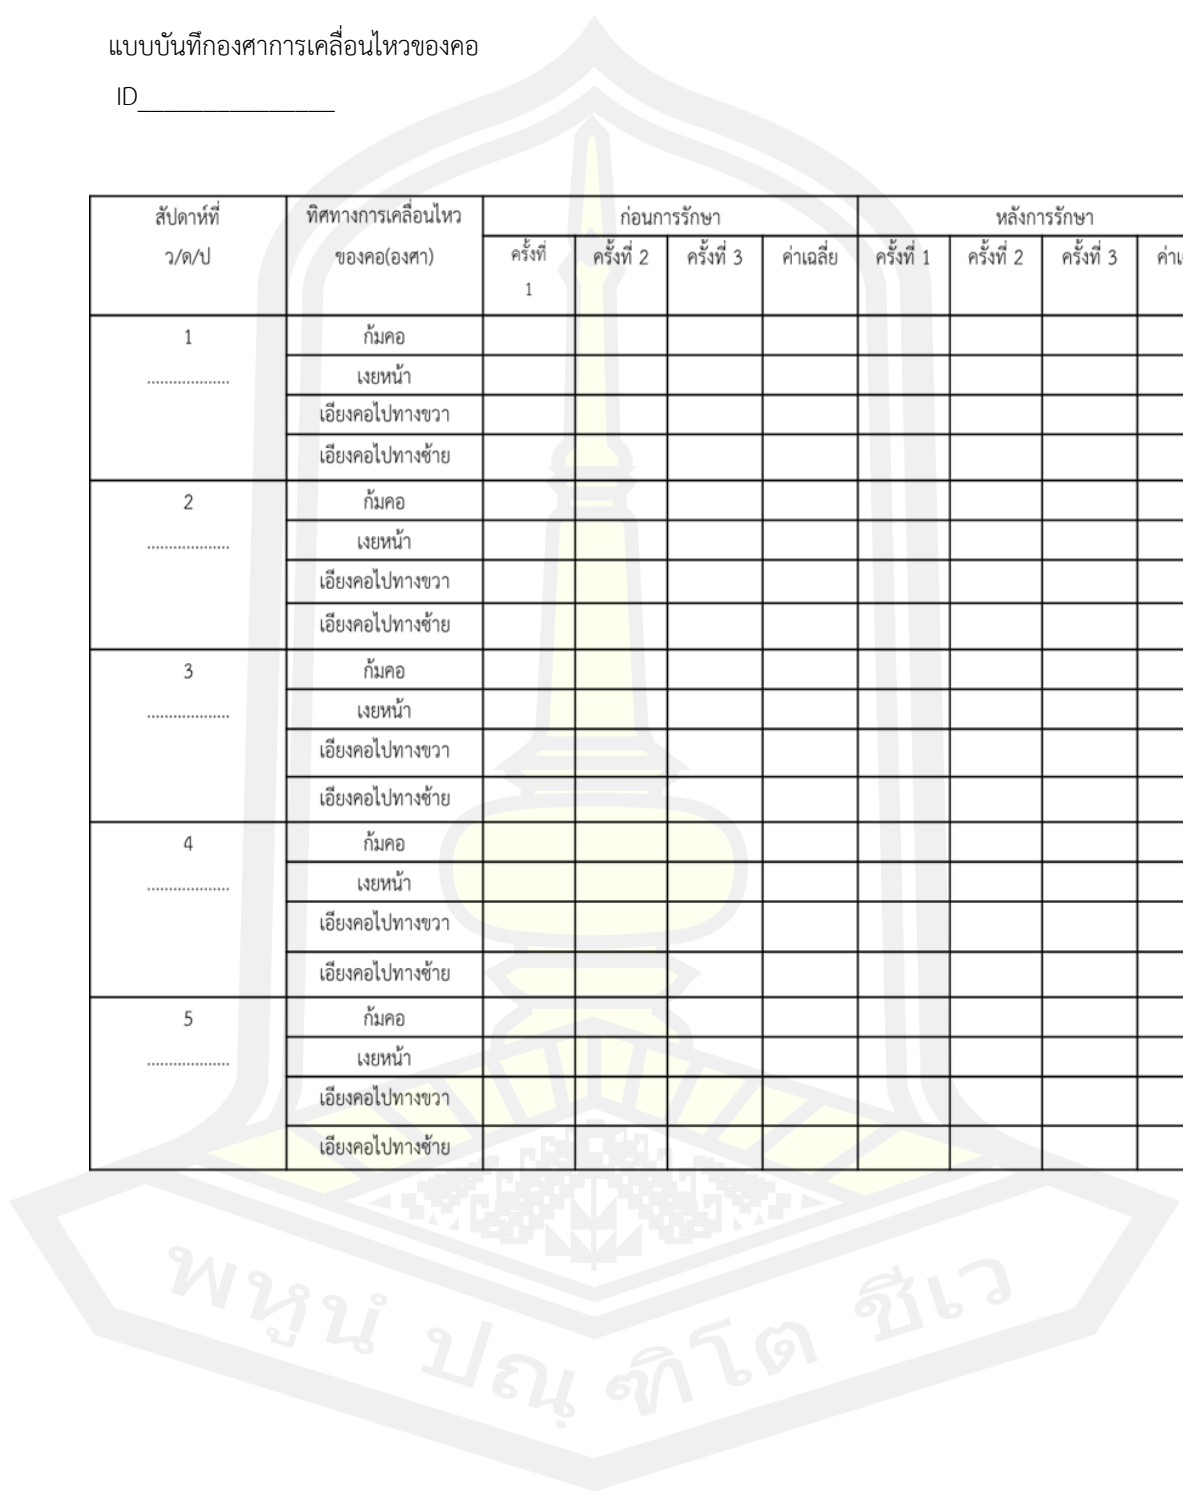 แบบบันทึกองศาการเคลื่อนไหวของคอ
ID_______________
สัปดาห์ที่ ทิศทางการเคลื่อนไหว ก่อนการรักษา หลังการรักษา
ว/ด/ป ของคอ(องศา) ครั้งที่ ครั้งที่ 2 ครั้งที่ 3 ค่าเฉลี่ย ครั้งที่ 1 ครั้งที่ 2 ครั้งที่ 3
1
1 ก้มคอ
................... เงยหน้า
เอียงคอไปทางขวา
เอียงคอไปทางซ้าย
2 ก้มคอ
................... เงยหน้า
เอียงคอไปทางขวา
เอียงคอไปทางซ้าย
3 ก้มคอ
................... เงยหน้า
เอียงคอไปทางขวา
เอียงคอไปทางซ้าย
4 ก้มคอ
................... เงยหน้า
เอียงคอไปทางขวา
เอียงคอไปทางซ้าย
5 ก้มคอ
................... เงยหน้า
เอียงคอไปทางขวา
เอียงคอไปทางซ้าย
พหูนํ ปณฺฑิโต ชีเว